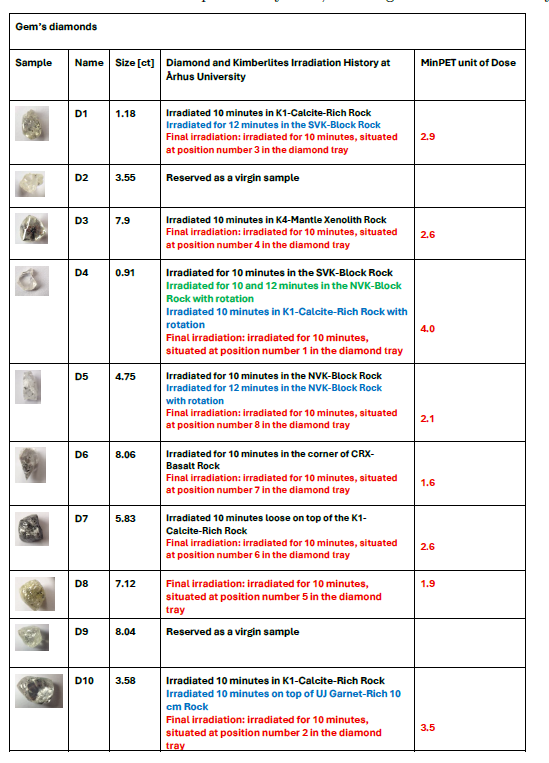 Gem's diamonds
Sample Name Size [ct] Diamond and Kimberlites Irradiation History at MinPET unit of Dose
Århus University
D1 1.18 Irradiated 10 minutes in K1-Calcite-Rich Rock
Irradiated for 12 minutes in the SVK-Block Rock
Final irradiation: irradiated for 10 minutes, situated 2.9
at position number 3 in the diamond tray
D2 3.55 Reserved as a virgin sample
D3 7.9 Irradiated 10 minutes in K4-Mantle Xenolith Rock
Final irradiation: irradiated for 10 minutes, situated 2.6
at position number 4 in the diamond tray
D4 0.91 Irradiated for 10 minutes in the SVK-Block Rock
Irradiated for 10 and 12 minutes in the NVK-Block
Rock with rotation
Irradiated 10 minutes in K1-Calcite-Rich Rock with
rotation 4.0
Final irradiation: irradiated for 10 minutes,
situated at position number 1 in the diamond tray
D5 4.75 Irradiated for 10 minutes in the NVK-Block Rock
Irradiated for 12 minutes in the NVK-Block Rock
with rotation
Final irradiation: irradiated for 10 minutes, situated 2.1
at position number 8 in the diamond tray
D6 8.06 Irradiated for 10 minutes in the corner of CRX-
Basalt Rock
Final irradiation: irradiated for 10 minutes, situated 1.6
at position number 7 in the diamond tray
D7 5.83 Irradiated 10 minutes loose on top of the K1-
Calcite-Rich Rock
Final irradiation: irradiated for 10 minutes, situated 2.6
at position number 6 in the diamond tray
D8 7.12 Final irradiation: irradiated for 10 minutes, 1.9
situated at position number 5 in the diamond
tray
D9 8.04 Reserved as a virgin sample
D10 3.58 Irradiated 10 minutes in K1-Calcite-Rich Rock
Irradiated 10 minutes on top of UJ Garnet-Rich 10
cm Rock
Final irradiation: irradiated for 10 minutes, 3.5
situated at position number 2 in the diamond
tray